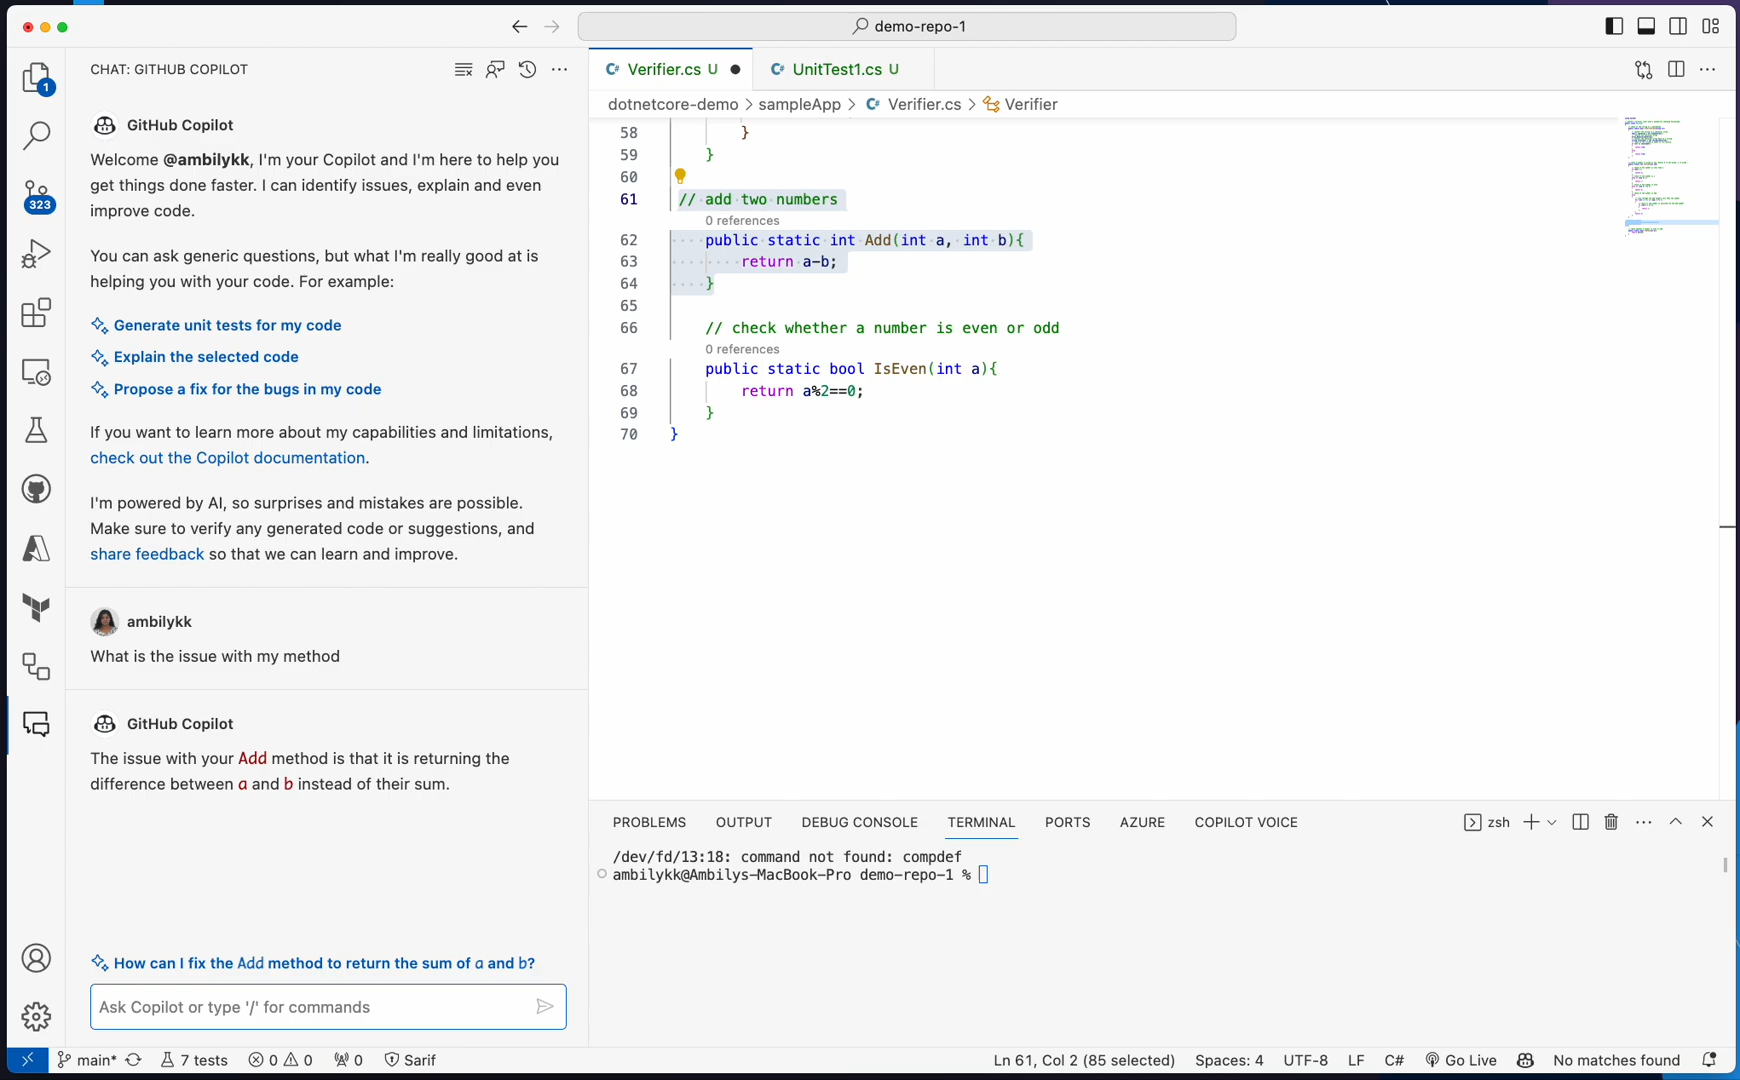 demo-repo-1
CHAT: GITHUB COPILOT
1
323
GitHub Copilot
Welcome @ambilykk, I'm your Copilot and I'm here to help you
get things done faster. I can identify issues, explain and even
improve code.
You can ask generic questions, but what I'm really good at is
helping you with your code. For example:
Generate unit tests for my code
Explain the selected code
Propose a fix for the bugs in my code
If you want to learn more about my capabilities and limitations,
check out the Copilot documentation.
I'm powered by AI, so surprises and mistakes are possible.
Make sure to verify any generated code or suggestions, and
share feedback so that we can learn and improve.
ambilykk
What is the issue with my method
GitHub Copilot
The issue with your Add method is that it is returning the
difference between a and b instead of their sum.
How can I fix the Add method to return the sum of a and b?
Ask Copilot or type '/' for commands
C# Verifier.cs U ● C# UnitTest1.cs U
dotnetcore-demo > sampleApp > C# Verifier.cs > Verifier
58 }
59 }
60
61 // add two numbers
0 references
62 public static int Add(int a, int b){
63 return a-b;
64 }
65
66 // check whether a number is even or odd
0 references
67 public static bool IsEven(int a){
68 return a%2==0;
69 }
70 }
PROBLEMS OUTPUT DEBUG CONSOLE TERMINAL PORTS AZURE COPILOT VOICE zsh
/dev/fd/13:18: command not found: compdef
ambilykk@Ambilys-MacBook-Pro demo-repo-1 %
main* 7 tests 0 0 0 Sarif Ln 61, Col 2 (85 selected) Spaces: 4 UTF-8 LF C# Go Live No matches found